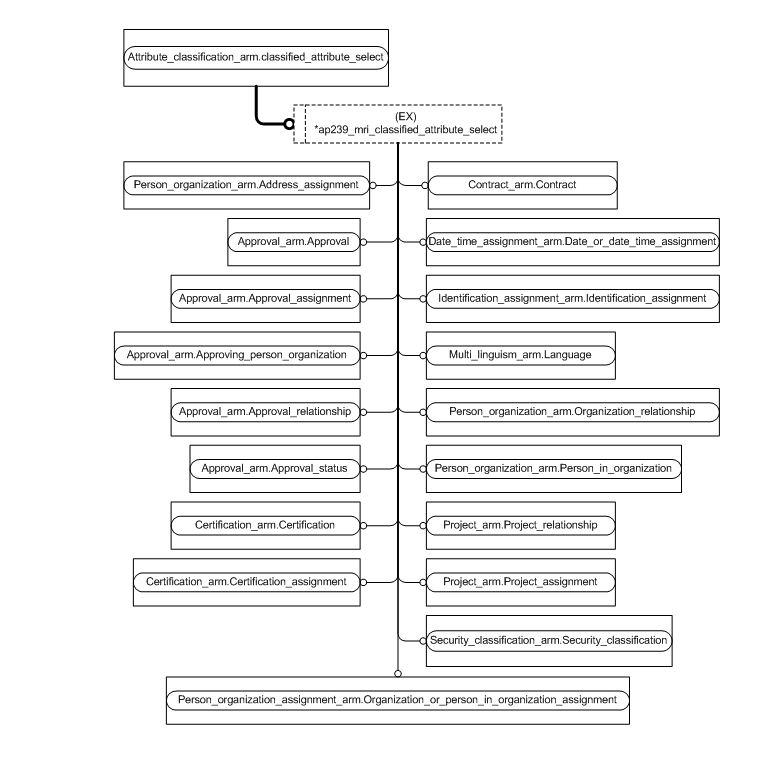 Attribute_classification_arm.classified_attribute_select
(EX)
*ap239_mri_classified_attribute_select
Person_organization_arm.Address_assignment
Contract_arm.Contract
Approval_arm.Approval
Date_time_assignment_arm.Date_or_date_time_assignment
Approval_arm.Approval_assignment
Identification_assignment_arm.Identification_assignment
Approval_arm.Approving_person_organization
Multi_linguism_arm.Language
Approval_arm.Approval_relationship
Person_organization_arm.Organization_relationship
Approval_arm.Approval_status
Person_organization_arm.Person_in_organization
Certification_arm.Certification
Project_arm.Project_relationship
Certification_arm.Certification_assignment
Project_arm.Project_assignment
Security_classification_arm.Security_classification
Person_organization_assignment_arm.Organization_or_person_in_organization_assignment